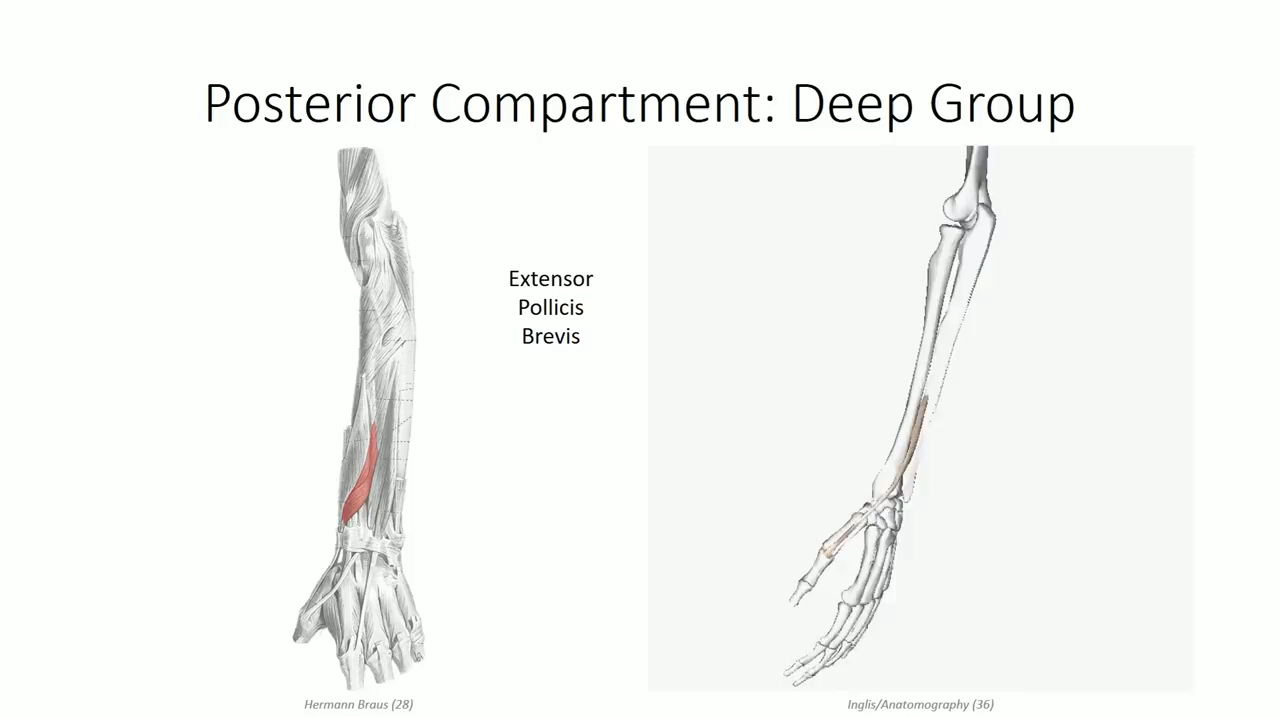 Posterior Compartment: Deep Group
Extensor
Pollicis
Brevis
Hermann Braus (28)
Inglis/Anatomography (36)